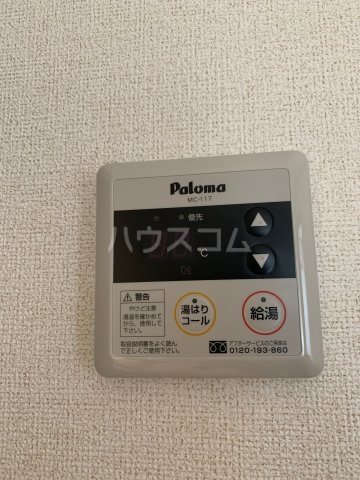 Paloma
MC-117
優先
ハウスコム
℃
警告
やけど注意
湯温を確かめて
から、使用して
下さい。
湯はり
コール
給湯
取扱説明書をよく読ん
で正しくご使用下さい。
アフターサービスのご用命は
0120-193-860